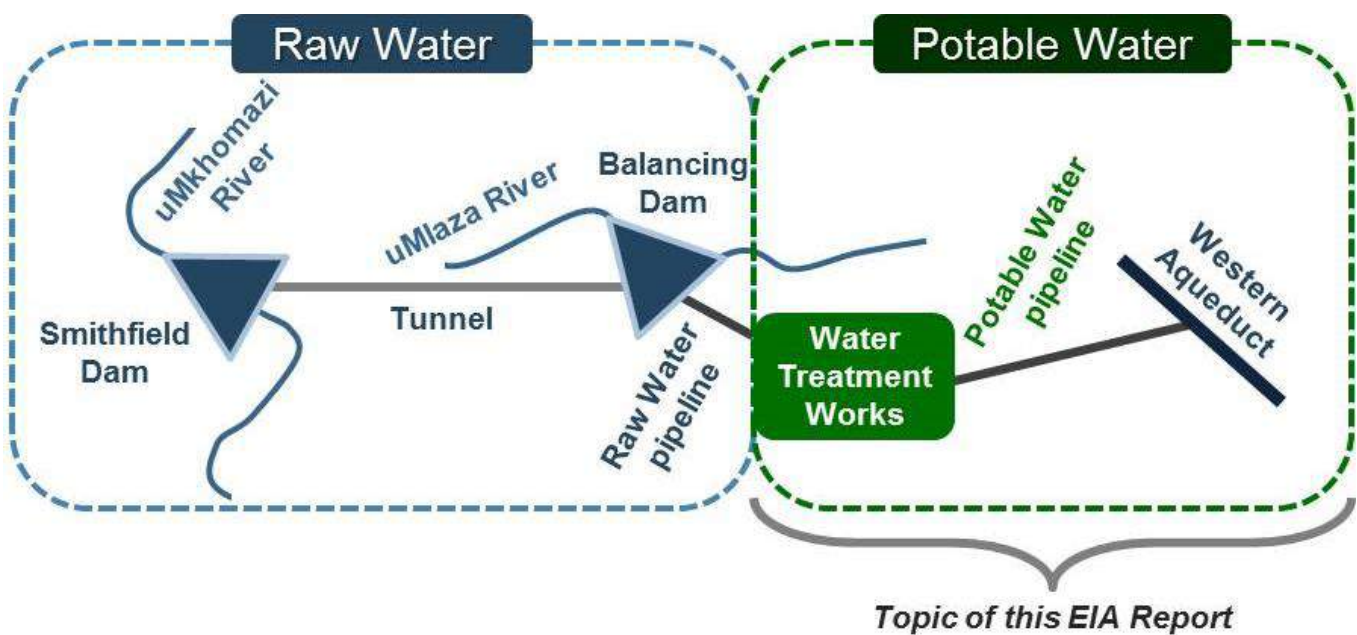 Raw Water
Potable Water
uMkhomazi
River
uMlaza River
Balancing
Dam
Smithfield
Dam
Tunnel
Raw Water
pipeline
Water
Treatment
Works
Potable Water
pipeline
Western
Aqueduct
Topic of this EIA Report